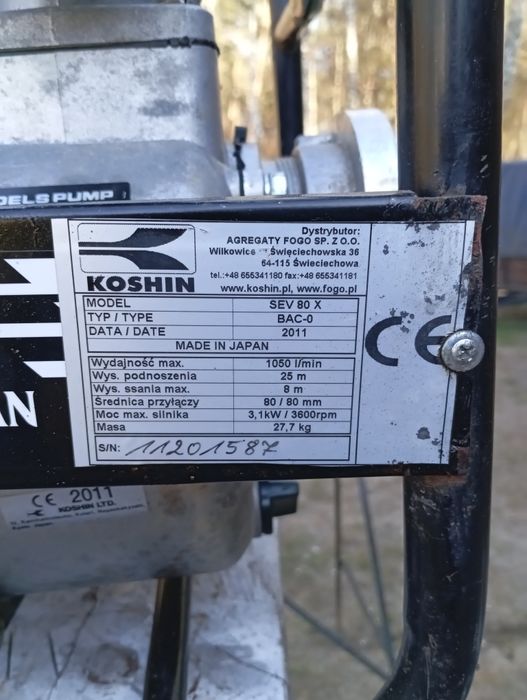 DELS PUMP
Dystrybutor:
AGREGATY FOGO SP. Z O.O.
Wilkowice Święciechowska 36
64-115 Świeciechowa
tel.:+48 655341180 fax:+48 655341181
www.koshin.pl, www.fogo.pl
KOSHIN
MODEL SEV 80 X
TYP / TYPE BAC-0
DATA / DATE 2011
MADE IN JAPAN
Wydajność max. 1050 l/min
Wys. podnoszenia 25 m
Wys. ssania max. 8 m
Średnica przyłączy 80 / 80 mm
Moc max. silnika 3,1kW / 3600rpm
Masa 27,7 kg
S/N: 11201587
CE
AN
CE 2011
KOSHIN LTD.